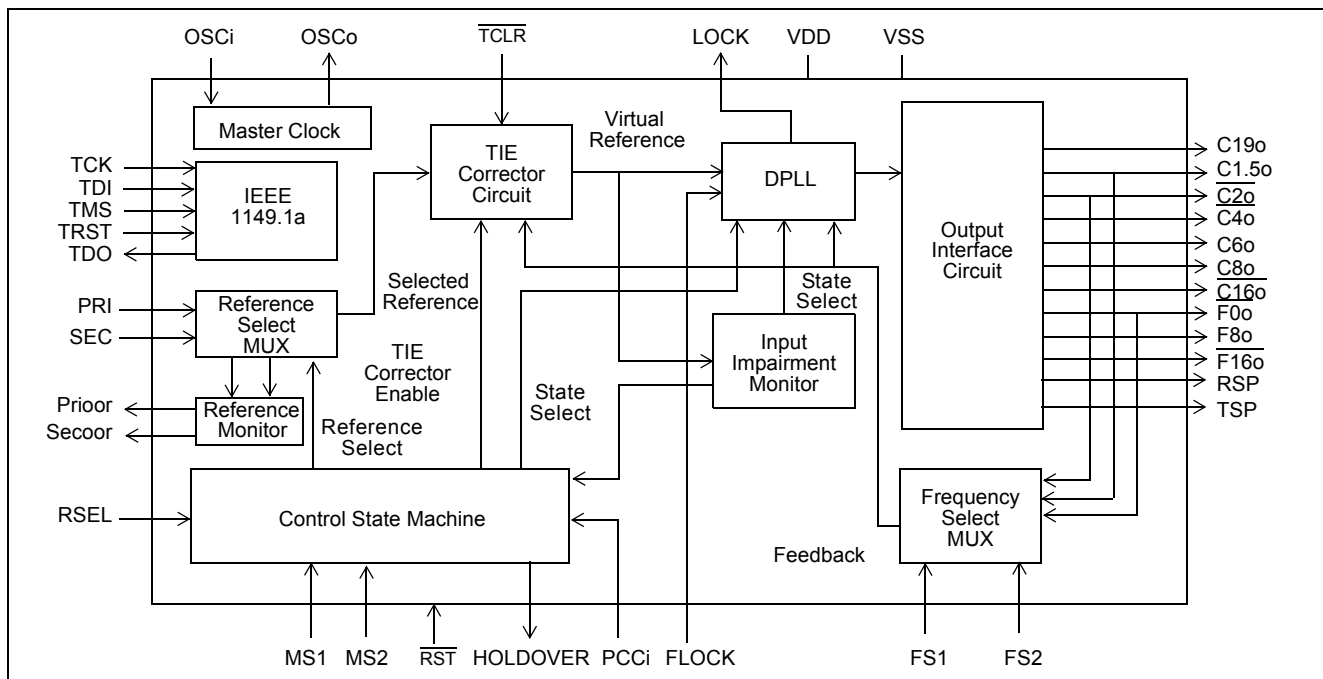 OSCi
OSCo
TCLR
LOCK
VDD
VSS
Master Clock
TCK
TDI
TMS
TRST
TDO
IEEE
1149.1a
TIE
Corrector
Circuit
Virtual
Reference
DPLL
Output
Interface
Circuit
C19o
C1.5o
C2o
C4o
C6o
C8o
C16o
F0o
F8o
F16o
RSP
TSP
PRI
SEC
Reference
Select
MUX
Selected
Reference
TIE
Corrector
Enable
State
Select
State
Select
Input
Impairment
Monitor
Prioor
Secoor
Reference
Monitor
Reference
Select
RSEL
Control State Machine
Frequency
Select
MUX
Feedback
MS1
MS2
RST
HOLDOVER
PCCi
FLOCK
FS1
FS2